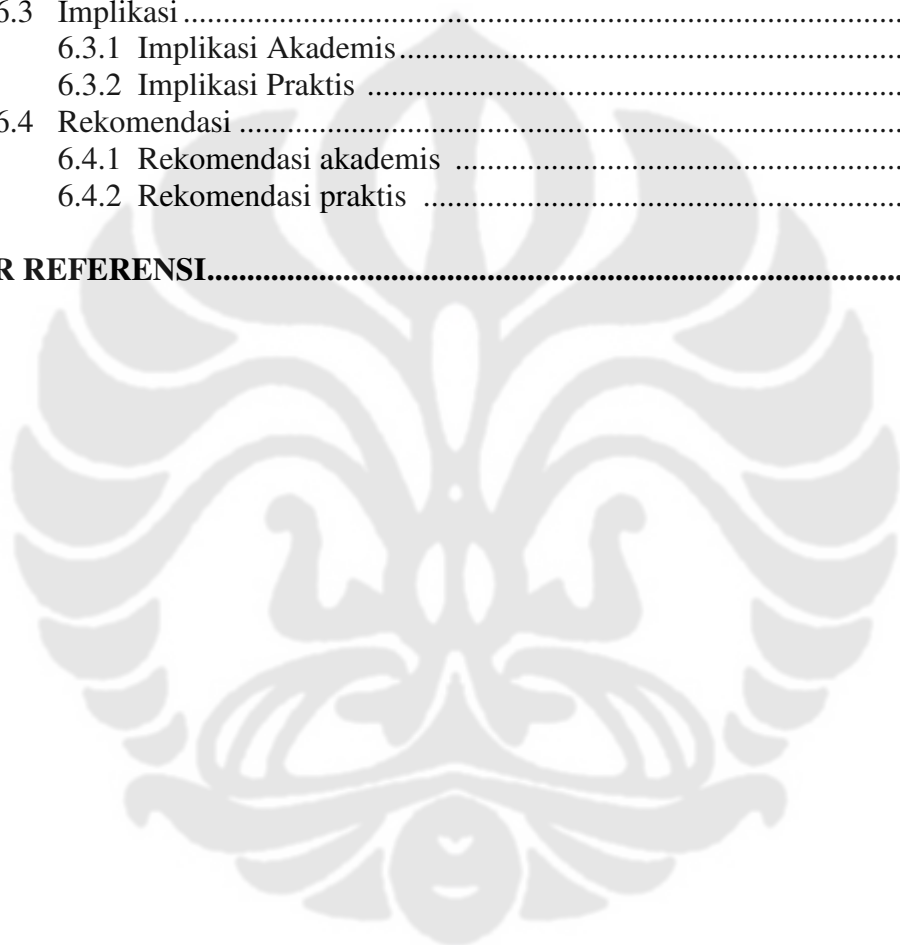 6.3 Implikasi ........................................................................................
6.3.1 Implikasi Akademis..............................................................
6.3.2 Implikasi Praktis ..................................................................
6.4 Rekomendasi .................................................................................
6.4.1 Rekomendasi akademis .......................................................
6.4.2 Rekomendasi praktis ...........................................................
R REFERENSI.....................................................................................